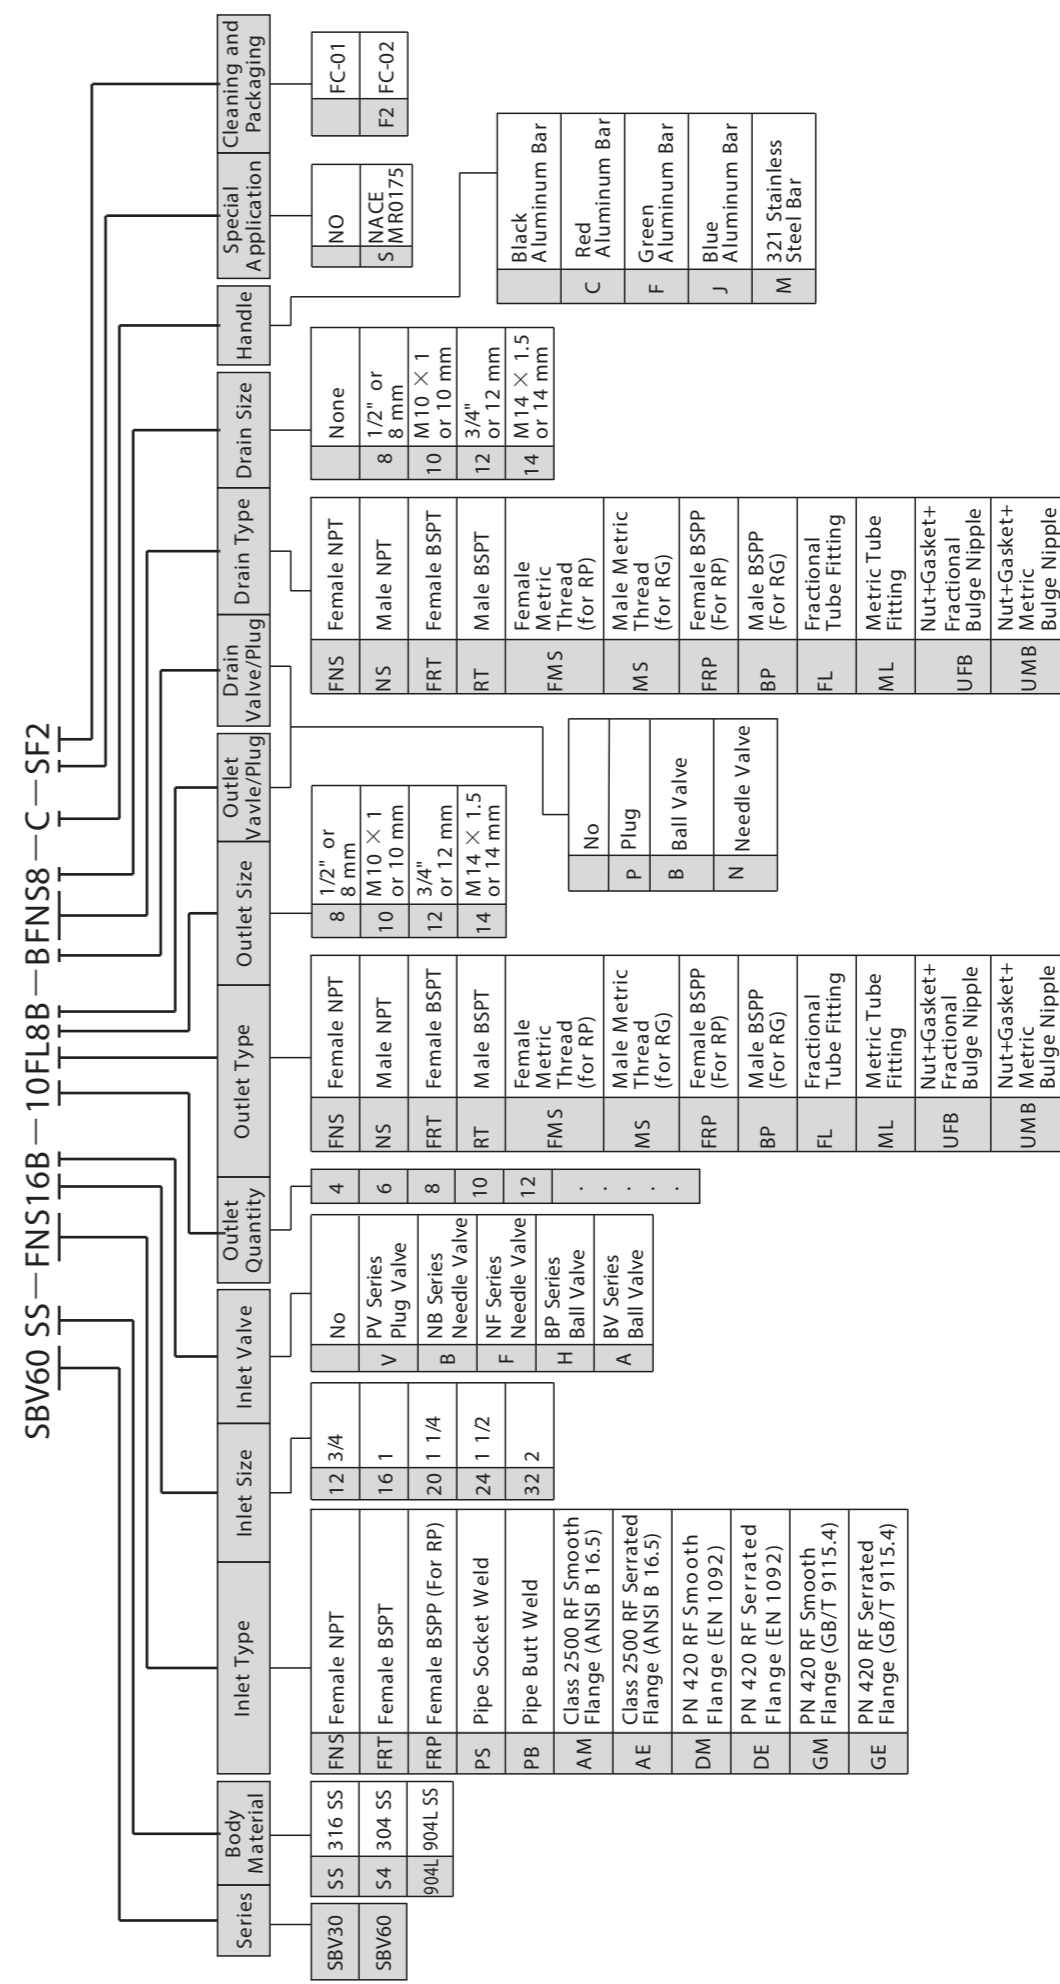 SBV60 SS—FNS16B—10FL8B—BFNS8—C—SF2
Series
SBV30
SBV60
Body
Material
SS 316 SS
S4 304 SS
904L 904L SS
Inlet Type
FNS Female NPT
FRT Female BSPT
FRP Female BSPP (For RP)
PS Pipe Socket Weld
PB Pipe Butt Weld
AM Class 2500 RF Smooth
Flange (ANSI B 16.5)
AE Class 2500 RF Serrated
Flange (ANSI B 16.5)
DM PN 420 RF Smooth
Flange (EN 1092)
DE PN 420 RF Serrated
Flange (EN 1092)
GM PN 420 RF Smooth
Flange (GB/T 9115.4)
GE PN 420 RF Serrated
Flange (GB/T 9115.4)
Inlet Size
12 3/4
16 1
20 1 1/4
24 1 1/2
32 2
Inlet Valve
No
V PV Series
Plug Valve
B NB Series
Needle Valve
F NF Series
Needle Valve
H BP Series
Ball Valve
A BV Series
Ball Valve
Outlet
Quantity
4
6
8
10
12
. . . . .
Outlet Type
FNS Female NPT
NS Male NPT
FRT Female BSPT
RT Male BSPT
FMS Female
Metric
Thread
(for RP)
MS Male Metric
Thread
(for RG)
FRP Female BSPP
(For RP)
BP Male BSPP
(For RG)
FL Fractional
Tube Fitting
ML Metric Tube
Fitting
UFB Nut+Gasket+
Fractional
Bulge Nipple
UMB Nut+Gasket+
Metric
Bulge Nipple
Outlet Size
8 1/2" or
8 mm
10 M10 × 1
or 10 mm
12 3/4"
or 12 mm
14 M14 × 1.5
or 14 mm
Outlet
Vavle/Plug
Drain
Valve/Plug
No
P Plug
B Ball Valve
N Needle Valve
Drain Type
FNS Female NPT
NS Male NPT
FRT Female BSPT
RT Male BSPT
FMS Female
Metric
Thread
(for RP)
MS Male Metric
Thread
(for RG)
FRP Female BSPP
(For RP)
BP Male BSPP
(For RG)
FL Fractional
Tube Fitting
ML Metric Tube
Fitting
UFB Nut+Gasket+
Fractional
Bulge Nipple
UMB Nut+Gasket+
Metric
Bulge Nipple
Drain Size
None
8 1/2" or
8 mm
10 M10 × 1
or 10 mm
12 3/4"
or 12 mm
14 M14 × 1.5
or 14 mm
Handle
Black
Aluminum Bar
C Red
Aluminum Bar
F Green
Aluminum Bar
J Blue
Aluminum Bar
M 321 Stainless
Steel Bar
Special
Application
NO
S NACE
MR0175
Cleaning and
Packaging
FC-01
F2 FC-02